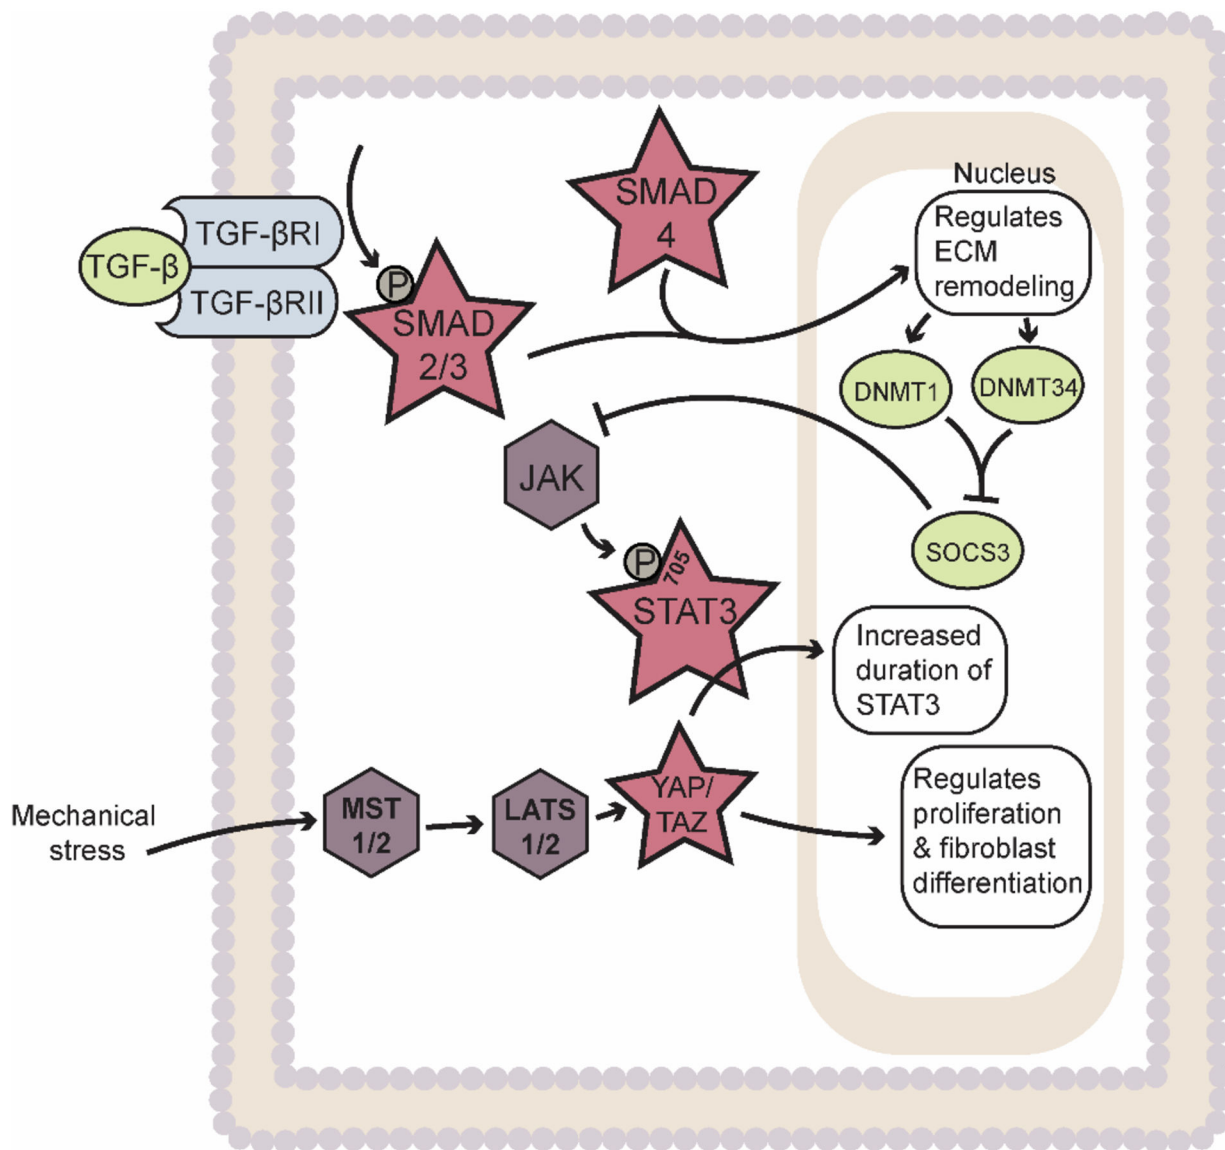 Nucleus
Regulates
ECM
remodeling
SMAD
4
TGF-β
TGF-βRI
TGF-βRII
P
SMAD
2/3
DNMT1
DNMT34
JAK
SOCS3
P
705
STAT3
Increased
duration of
STAT3
Mechanical
stress
MST
1/2
LATS
1/2
YAP/
TAZ
Regulates
proliferation
& fibroblast
differentiation